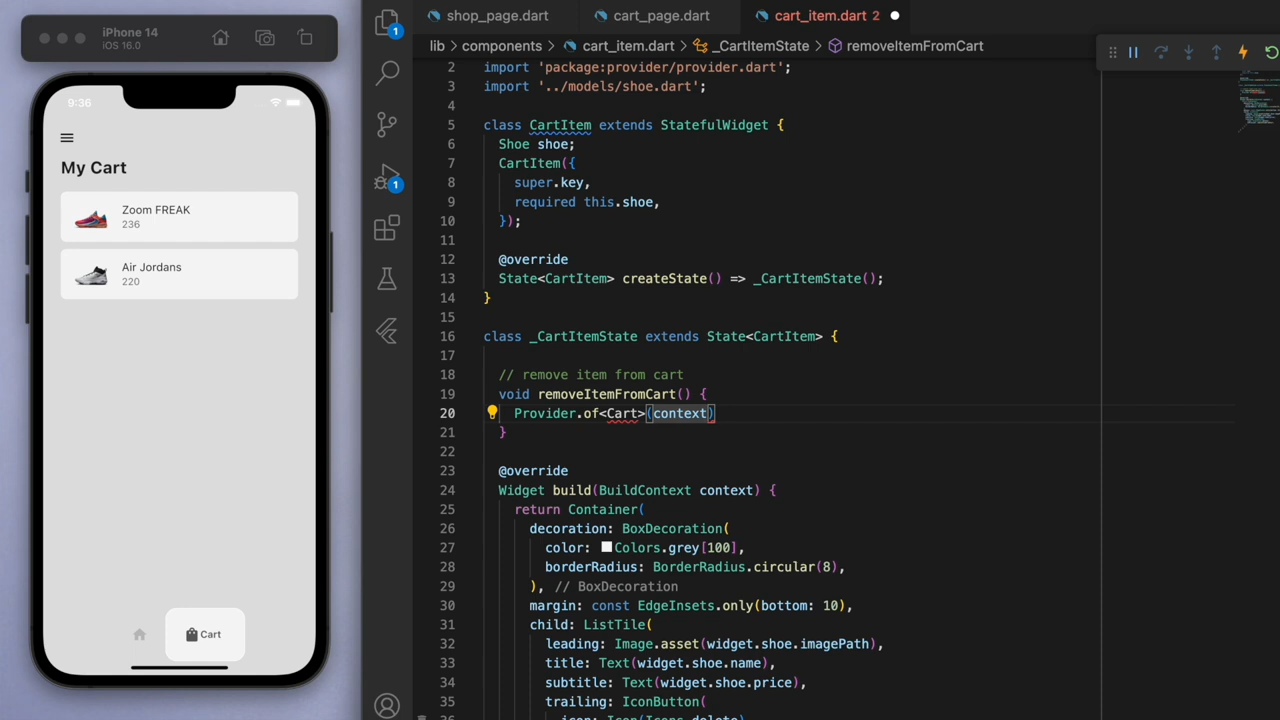 iPhone 14
iOS 16.0
9:36
My Cart
Zoom FREAK
236
Air Jordans
220
Cart
1
1
shop_page.dart
cart_page.dart
cart_item.dart 2
lib > components > cart_item.dart > _CartItemState > removeItemFromCart
2 import 'package:provider/provider.dart';
3 import '../models/shoe.dart';
4
5 class CartItem extends StatefulWidget {
6 Shoe shoe;
7 CartItem({
8 super.key,
9 required this.shoe,
10 });
11
12 @override
13 State<CartItem> createState() => _CartItemState();
14 }
15
16 class _CartItemState extends State<CartItem> {
17
18 // remove item from cart
19 void removeItemFromCart() {
20 Provider.of<Cart>(context)
21 }
22
23 @override
24 Widget build(BuildContext context) {
25 return Container(
26 decoration: BoxDecoration(
27 color: Colors.grey[100],
28 borderRadius: BorderRadius.circular(8),
29 ), // BoxDecoration
30 margin: const EdgeInsets.only(bottom: 10),
31 child: ListTile(
32 leading: Image.asset(widget.shoe.imagePath),
33 title: Text(widget.shoe.name),
34 subtitle: Text(widget.shoe.price),
35 trailing: IconButton(
36 icon: Icon(Icons.delete)